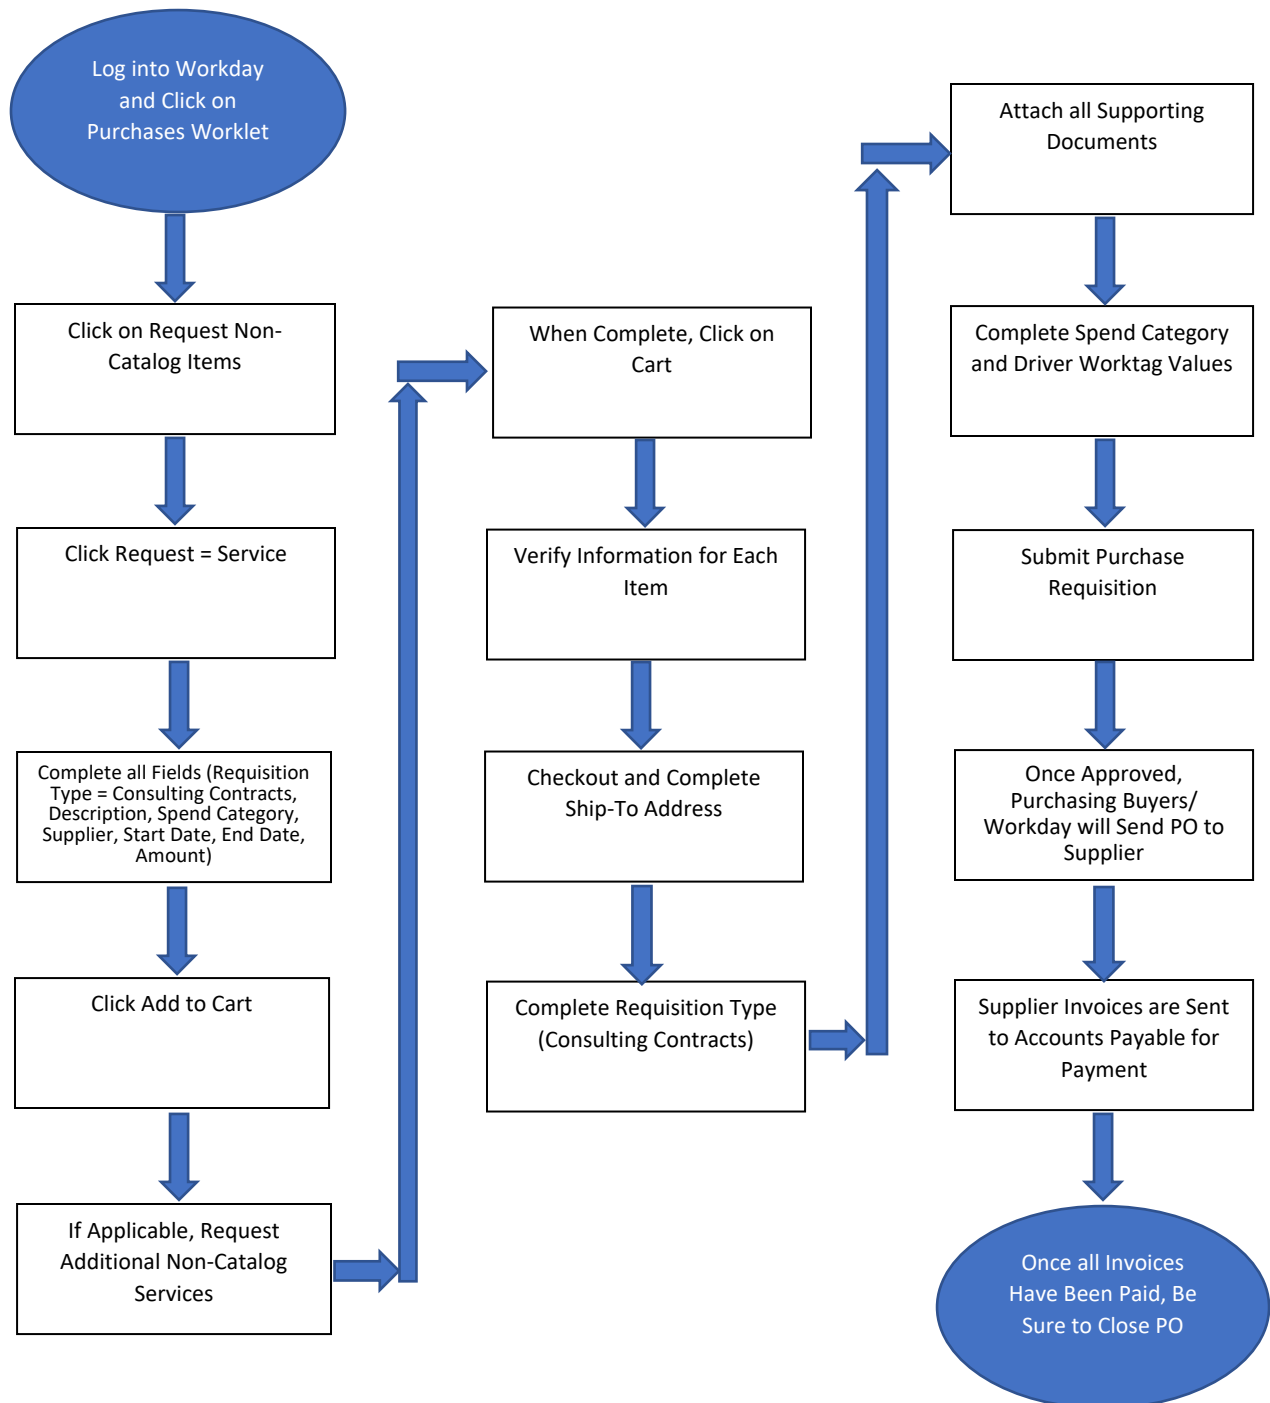 Log into Workday
and Click on
Purchases Worklet
Click on Request Non-
Catalog Items
Click Request = Service
Complete all Fields (Requisition
Type = Consulting Contracts,
Description, Spend Category,
Supplier, Start Date, End Date,
Amount)
Click Add to Cart
If Applicable, Request
Additional Non-Catalog
Services
When Complete, Click on
Cart
Verify Information for Each
Item
Checkout and Complete
Ship-To Address
Complete Requisition Type
(Consulting Contracts)
Attach all Supporting
Documents
Complete Spend Category
and Driver Worktag Values
Submit Purchase
Requisition
Once Approved,
Purchasing Buyers/
Workday will Send PO to
Supplier
Supplier Invoices are Sent
to Accounts Payable for
Payment
Once all Invoices
Have Been Paid, Be
Sure to Close PO